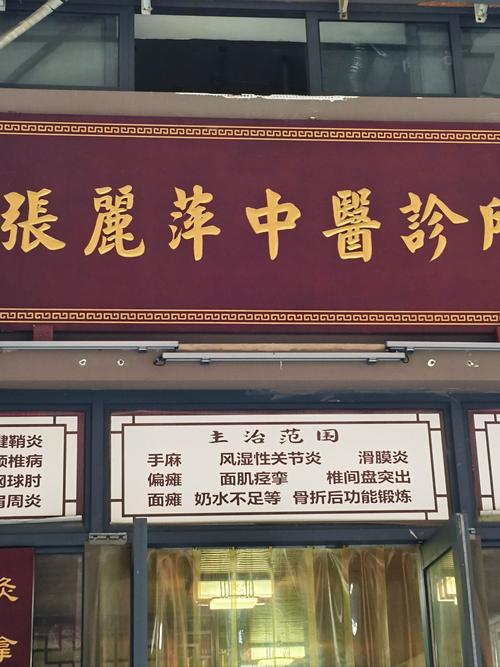 張麗萍中醫診所
主治范围
手麻 风湿性关节炎 滑膜炎
偏瘫 面肌痉挛 椎间盘突出
面瘫 奶水不足等 骨折后功能锻炼
腱鞘炎
颈椎病
网球肘
肩周炎
灸
拿